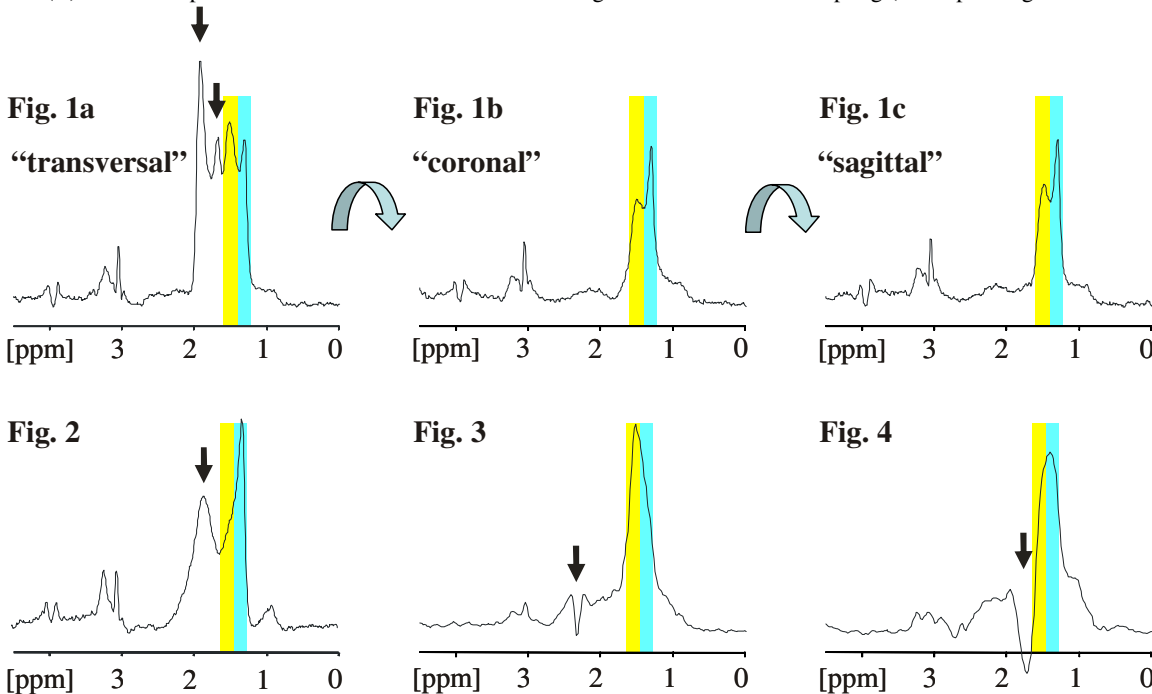 Fig. 1a
“transversal”
Fig. 1b
“coronal”
Fig. 1c
“sagittal”
[ppm] 3 2 1 0
[ppm] 3 2 1 0
[ppm] 3 2 1 0
Fig. 2
Fig. 3
Fig. 4
[ppm] 3 2 1 0
[ppm] 3 2 1 0
[ppm] 3 2 1 0